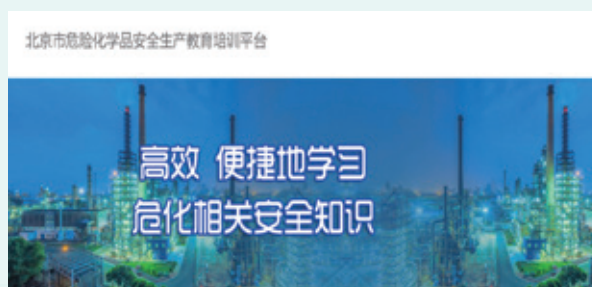 北京市危险化学品安全生产教育培训平台
高效 便捷地学习
危化相关安全知识